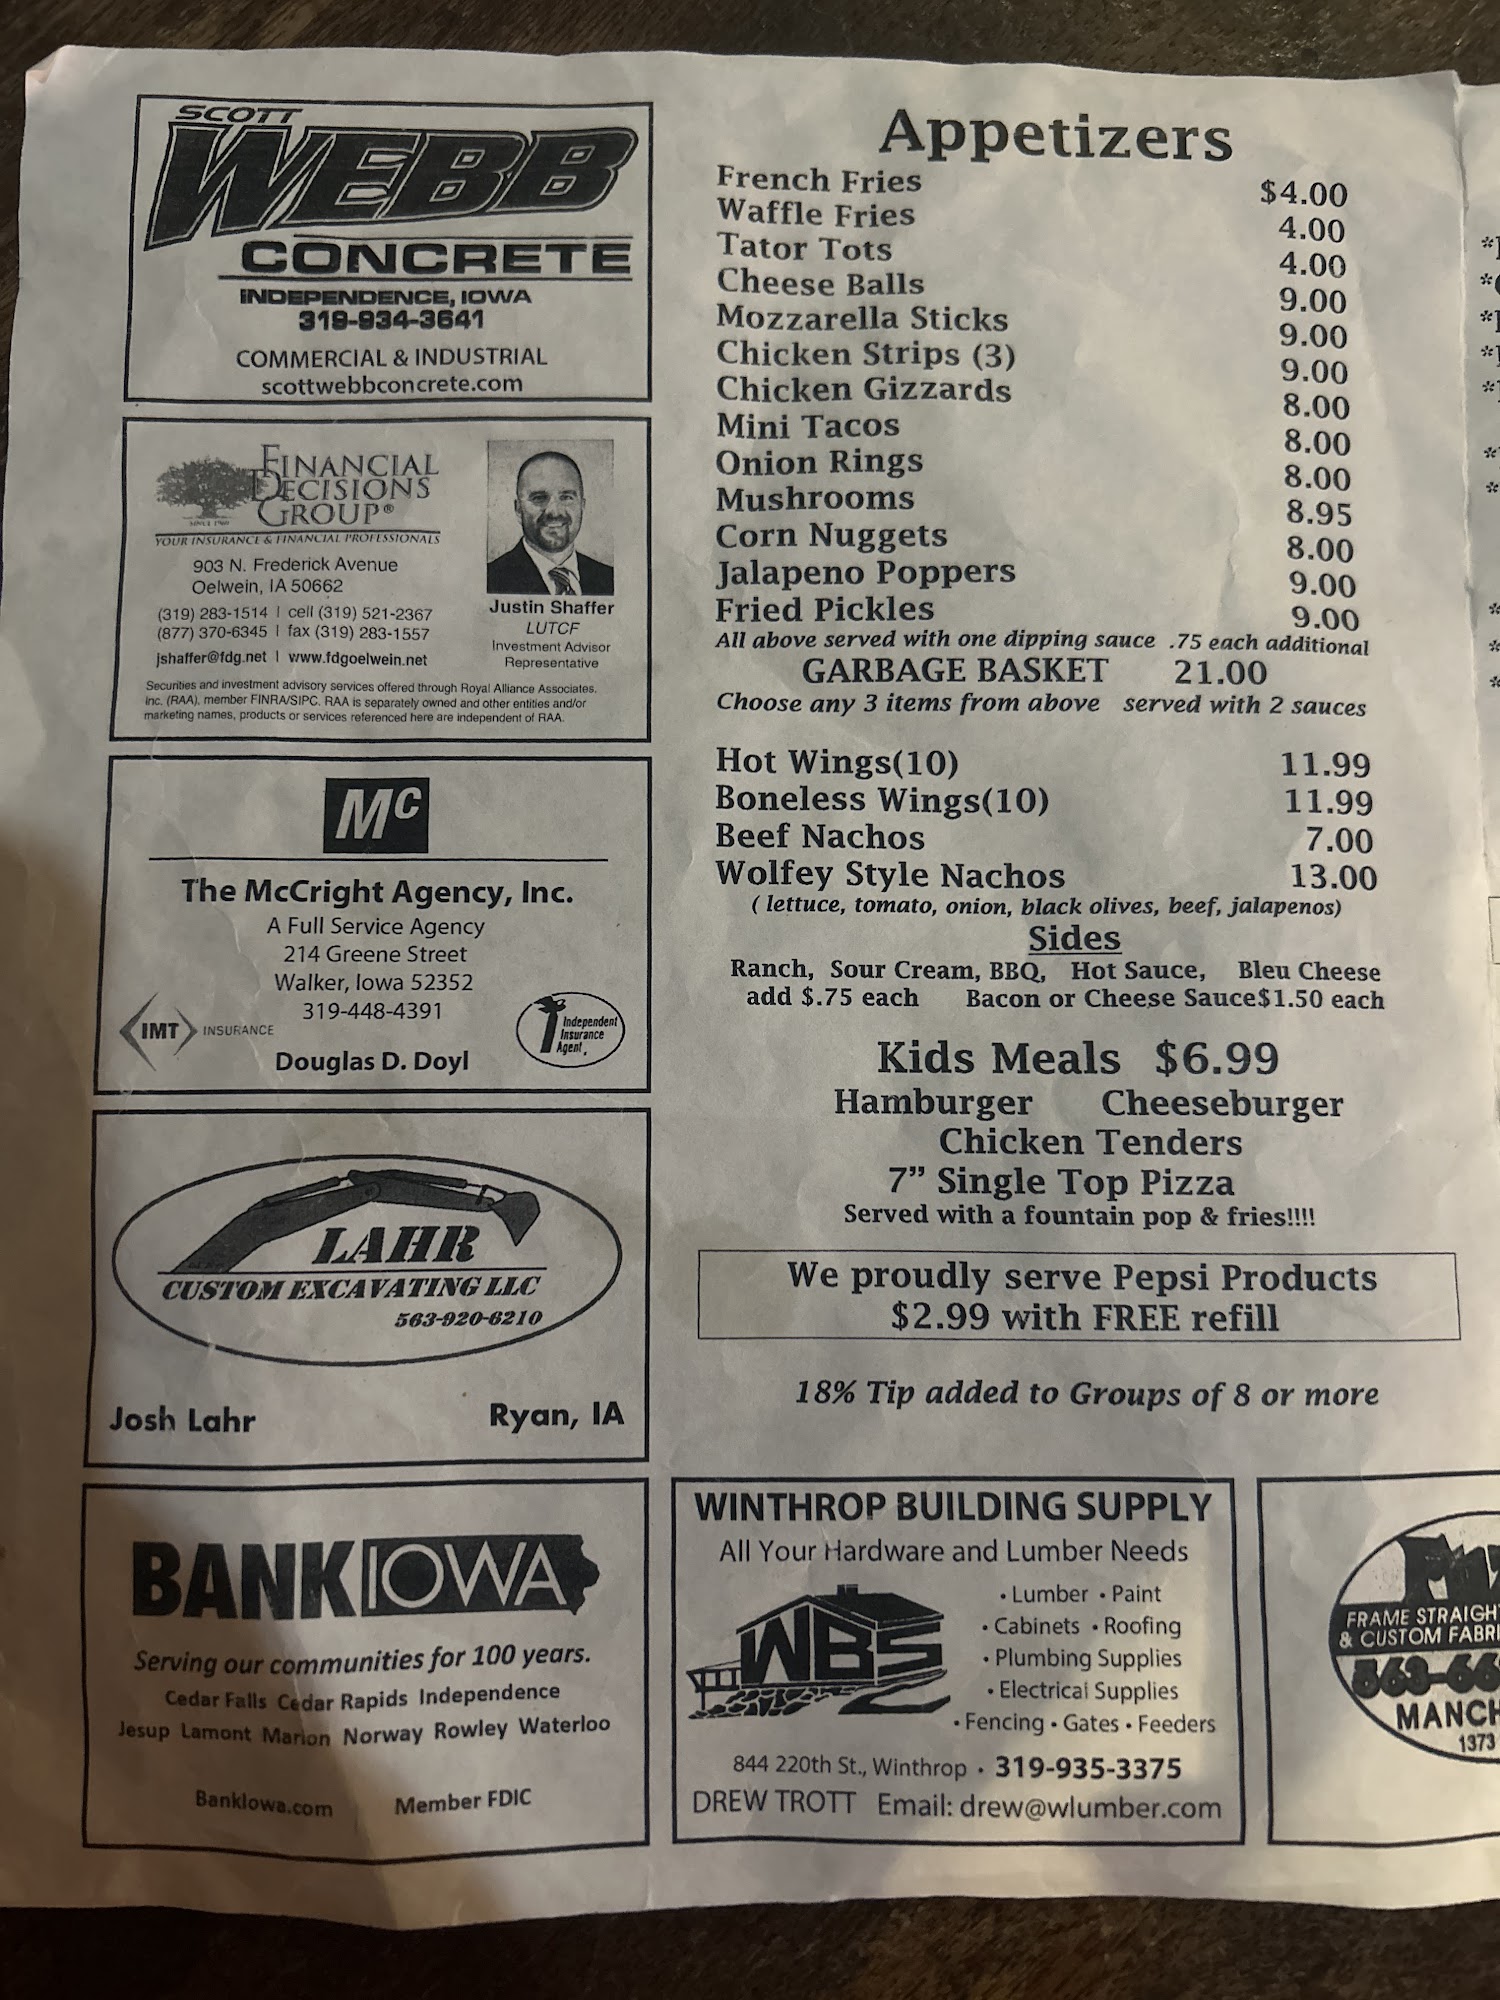 SCOTT
WEBB
CONCRETE
INDEPENDENCE, IOWA
319-934-3641
COMMERCIAL & INDUSTRIAL
scottwebbconcrete.com
FINANCIAL
DECISIONS
GROUP®
SINCE 1969
YOUR INSURANCE & FINANCIAL PROFESSIONALS
903 N. Frederick Avenue
Oelwein, IA 50662
(319) 283-1514 | cell (319) 521-2367
(877) 370-6345 | fax (319) 283-1557
jshaffer@fdg.net | www.fdgoelwein.net
Justin Shaffer
LUTCF
Investment Advisor
Representative
Securities and investment advisory services offered through Royal Alliance Associates,
Inc. (RAA), member FINRA/SIPC. RAA is separately owned and other entities and/or
marketing names, products or services referenced here are independent of RAA.
MC
The McCright Agency, Inc.
A Full Service Agency
214 Greene Street
Walker, Iowa 52352
319-448-4391
IMT INSURANCE
Independent
Insurance
Agent
Douglas D. Doyl
LAHR
CUSTOM EXCAVATING LLC
563-920-6210
Josh Lahr Ryan, IA
BANK IOWA
Serving our communities for 100 years.
Cedar Falls Cedar Rapids Independence
Jesup Lamont Marion Norway Rowley Waterloo
BankIowa.com Member FDIC
Appetizers
French Fries $4.00
Waffle Fries 4.00
Tator Tots 4.00
Cheese Balls 9.00
Mozzarella Sticks 9.00
Chicken Strips (3) 9.00
Chicken Gizzards 8.00
Mini Tacos 8.00
Onion Rings 8.00
Mushrooms 8.95
Corn Nuggets 8.00
Jalapeno Poppers 9.00
Fried Pickles 9.00
All above served with one dipping sauce .75 each additional
GARBAGE BASKET 21.00
Choose any 3 items from above served with 2 sauces
Hot Wings(10) 11.99
Boneless Wings(10) 11.99
Beef Nachos 7.00
Wolfey Style Nachos 13.00
( lettuce, tomato, onion, black olives, beef, jalapenos)
Sides
Ranch, Sour Cream, BBQ, Hot Sauce, Bleu Cheese
add $.75 each Bacon or Cheese Sauce$1.50 each
Kids Meals $6.99
Hamburger Cheeseburger
Chicken Tenders
7” Single Top Pizza
Served with a fountain pop & fries!!!!
We proudly serve Pepsi Products
$2.99 with FREE refill
18% Tip added to Groups of 8 or more
WINTHROP BUILDING SUPPLY
All Your Hardware and Lumber Needs
WBS
• Lumber • Paint
• Cabinets • Roofing
• Plumbing Supplies
• Electrical Supplies
• Fencing • Gates • Feeders
844 220th St., Winthrop • 319-935-3375
DREW TROTT Email: drew@wlumber.com
FRAME STRAIGH
& CUSTOM FABRI
563-66
MANCH
1373